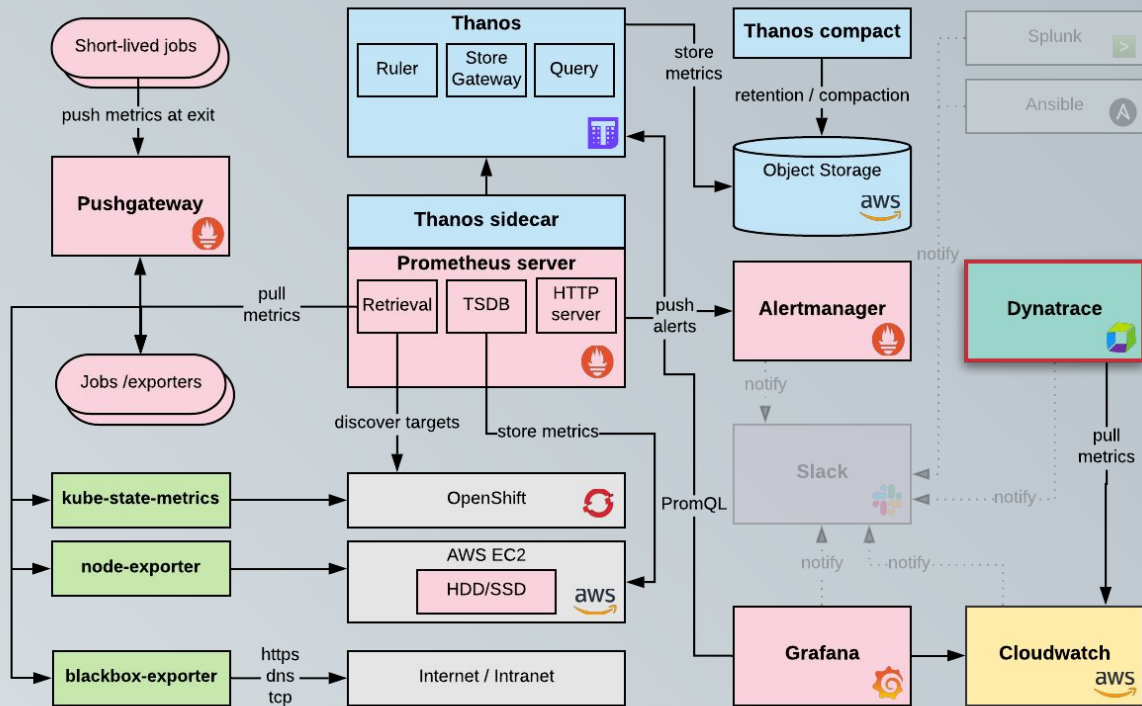 Short-lived jobs
push metrics at exit
Pushgateway
pull
metrics
Jobs /exporters
kube-state-metrics
node-exporter
blackbox-exporter
https
dns
tcp
Thanos
Ruler
Store
Gateway
Query
Thanos sidecar
Prometheus server
Retrieval
TSDB
HTTP
server
discover targets
store metrics
OpenShift
AWS EC2
HDD/SSD
aws
Internet / Intranet
store
metrics
Thanos compact
retention / compaction
Object Storage
aws
push
alerts
Alertmanager
notify
Slack
PromQL
notify
notify
Grafana
Splunk
Ansible
notify
Dynatrace
pull
metrics
notify
Cloudwatch
aws